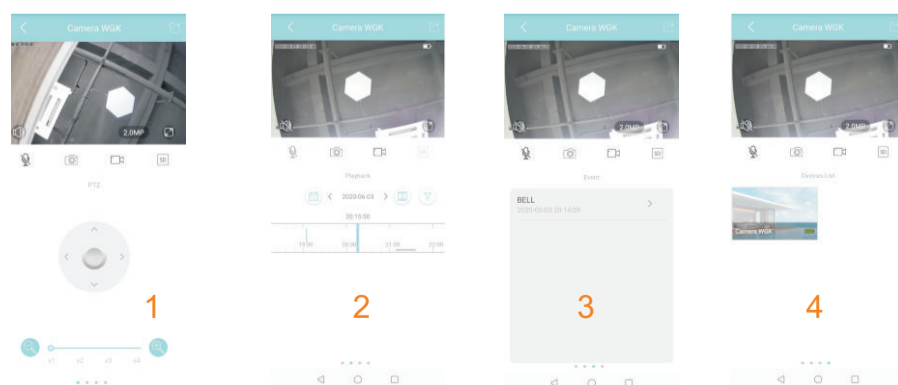 Camera WGK
2.0MP
SD
PTZ
1
x1 x2 x3 x4
Camera WGK
SD
Playback
2020-06-03
20:15:50
19:00 20:00 21:00 22:00
2
Camera WGK
2.0MP
SD
Event
BELL
2020-06-03 20:14:05
3
Camera WGK
2.0MP
SD
Devices List
Camera WGK
4